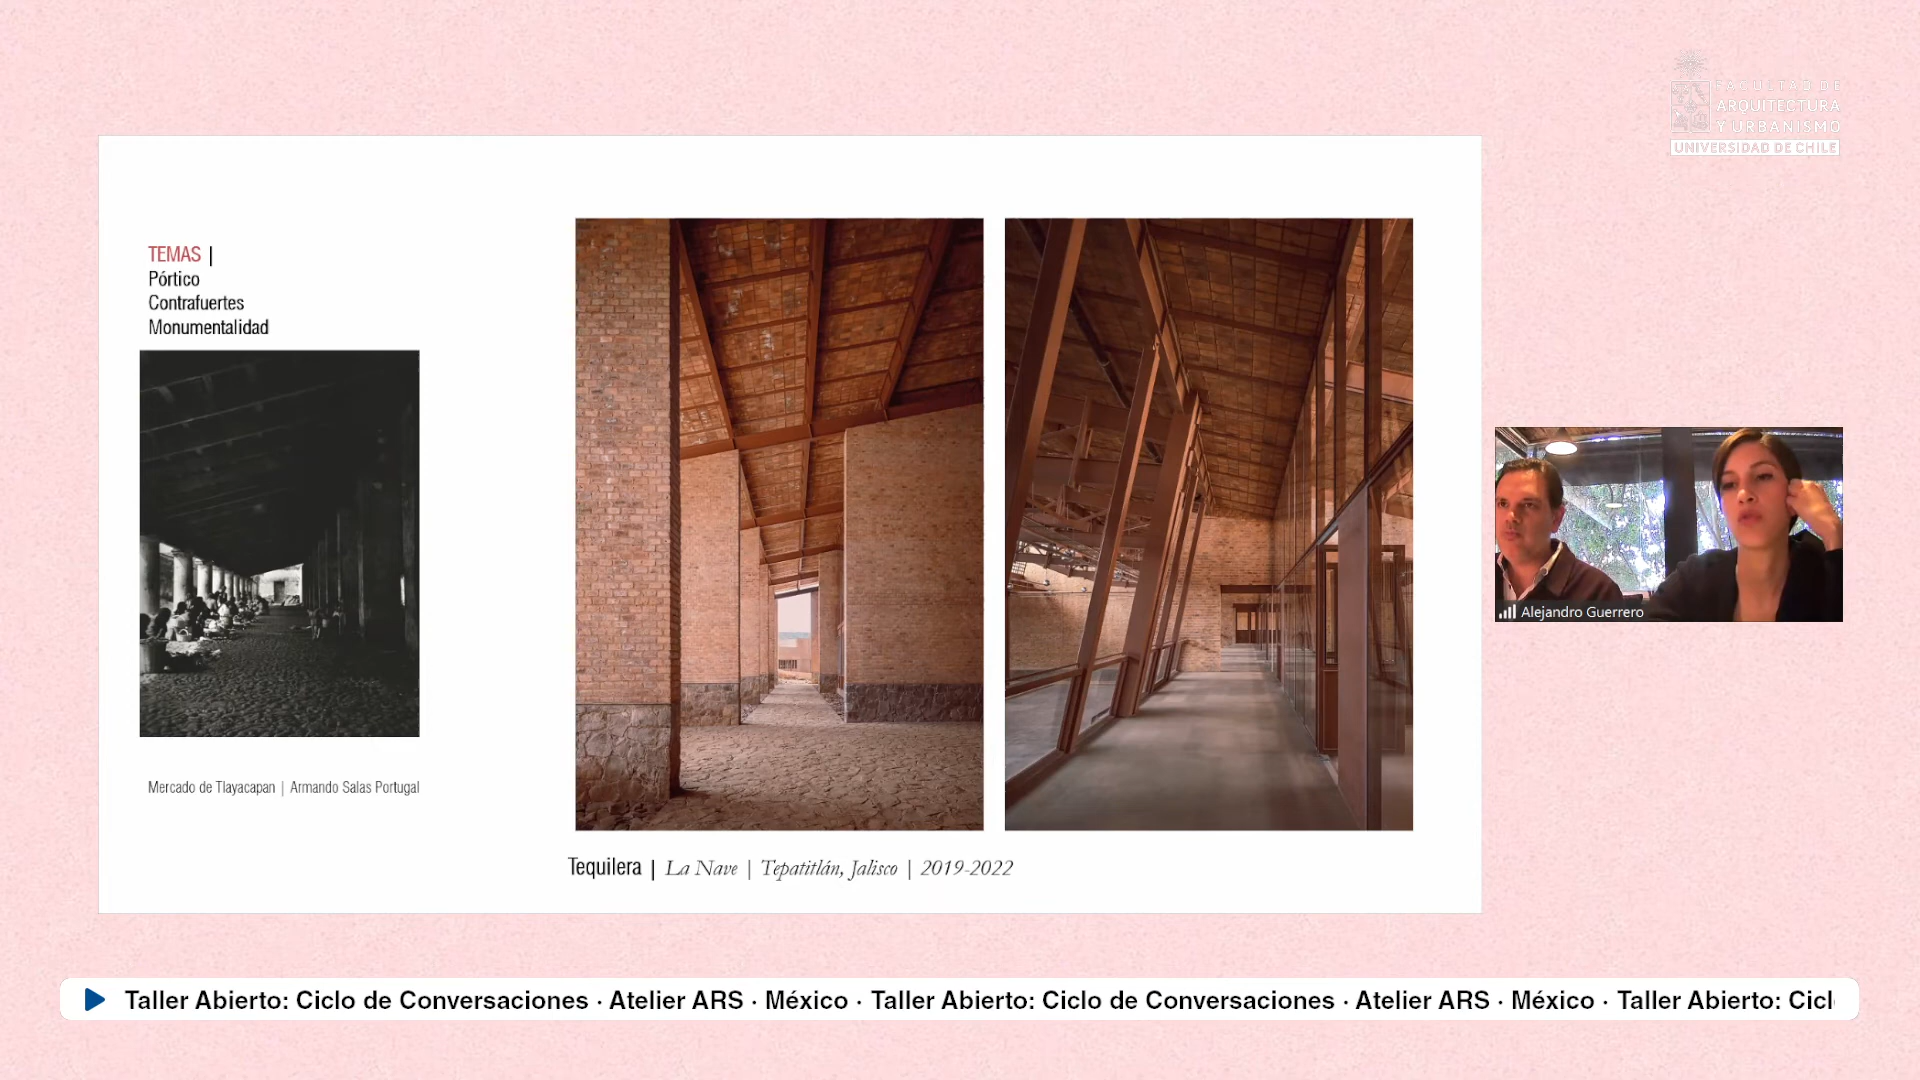 FACULTAD DE
ARQUITECTURA
Y URBANISMO
UNIVERSIDAD DE CHILE
TEMAS |
Pórtico
Contrafuertes
Monumentalidad
Mercado de Tlayacapan | Armando Salas Portugal
Tequilera | La Nave | Tepatitlán, Jalisco | 2019-2022
Alejandro Guerrero
Taller Abierto: Ciclo de Conversaciones · Atelier ARS · México · Taller Abierto: Ciclo de Conversaciones · Atelier ARS · México · Taller Abierto: Cicl